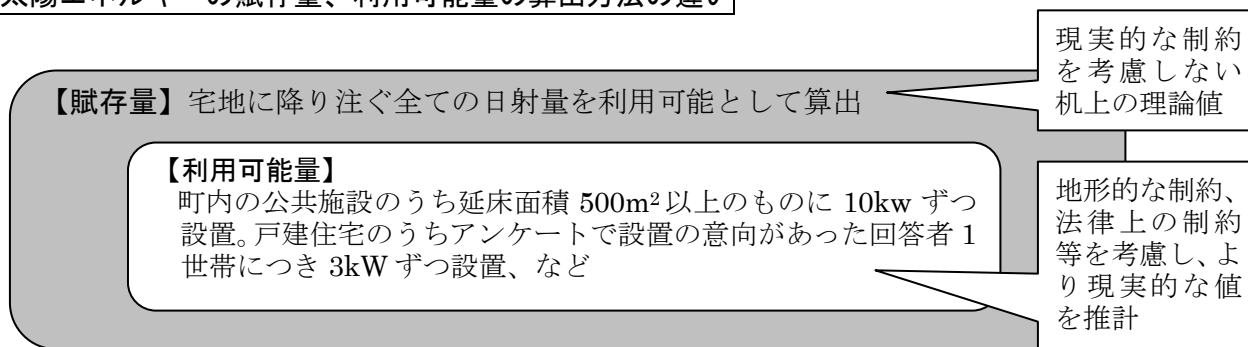 太陽エネルギーの賦存量、利用可能量の算出方法の違い
現実的な制約
を考慮しない
机上の理論値
【賦存量】宅地に降り注ぐ全ての日射量を利用可能として算出
【利用可能量】
町内の公共施設のうち延床面積 500m²以上のものに 10kw ずつ
設置。戸建住宅のうちアンケートで設置の意向があった回答者 1
世帯につき 3kW ずつ設置、など
地形的な制約、
法律上の制約
等を考慮し、よ
り現実的な値
を推計